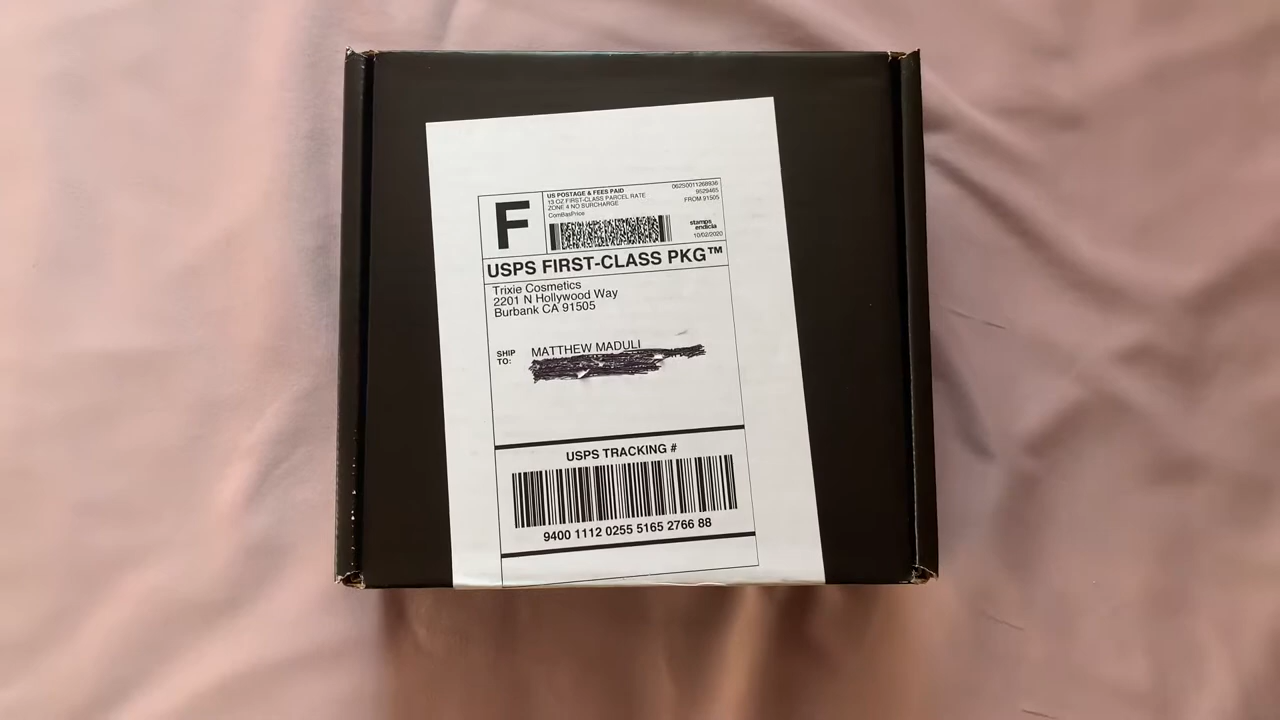 F
US POSTAGE & FEES PAID
13 OZ FIRST-CLASS PARCEL RATE
ZONE 4 NO SURCHARGE
ComBasPrice
06250011268936
9529465
FROM 91505
stamps
endicia
10/02/2020
USPS FIRST-CLASS PKG™
Trixie Cosmetics
2201 N Hollywood Way
Burbank CA 91505
SHIP
TO:
MATTHEW MADULI
USPS TRACKING #
9400 1112 0255 5165 2766 88